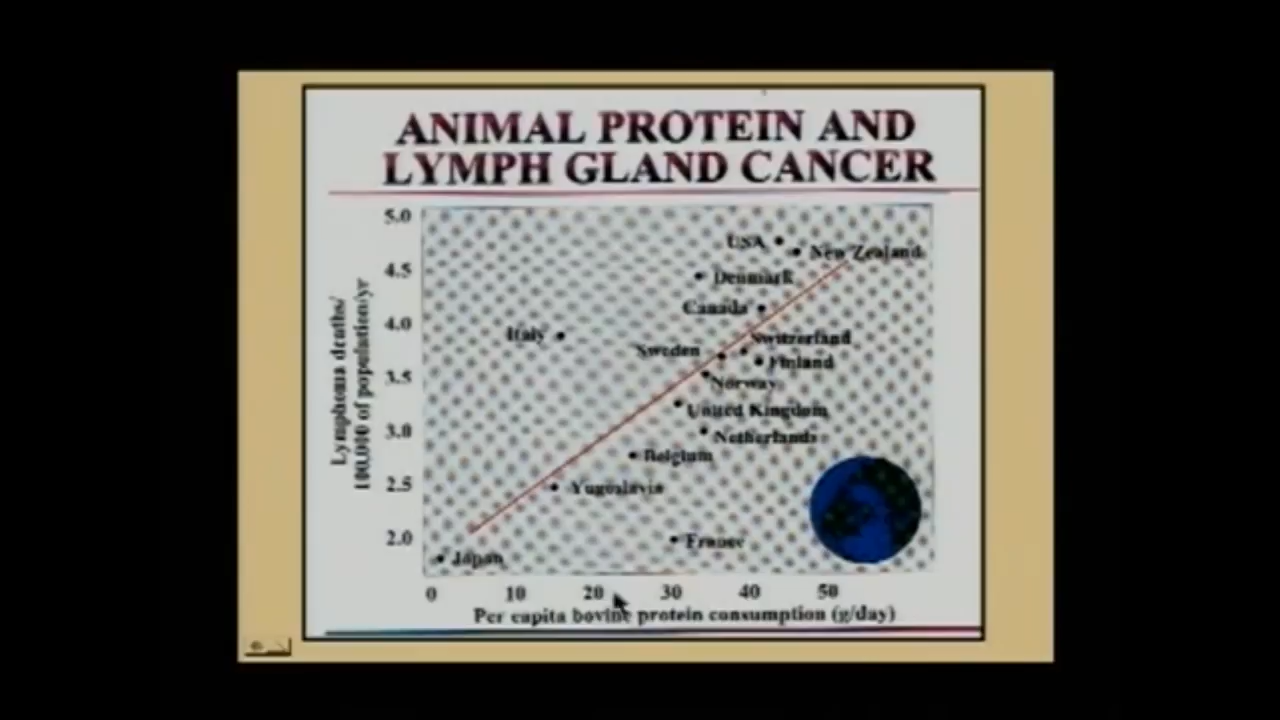 ANIMAL PROTEIN AND
LYMPH GLAND CANCER
5.0
4.5
4.0
3.5
3.0
2.5
2.0
Lymphoma deaths/
100,000 of population/yr
USA
New Zealand
Denmark
Canada
Italy
Switzerland
Sweden
Finland
Norway
United Kingdom
Netherlands
Belgium
Yugoslavia
France
Japan
0 10 20 30 40 50
Per capita bovine protein consumption (g/day)